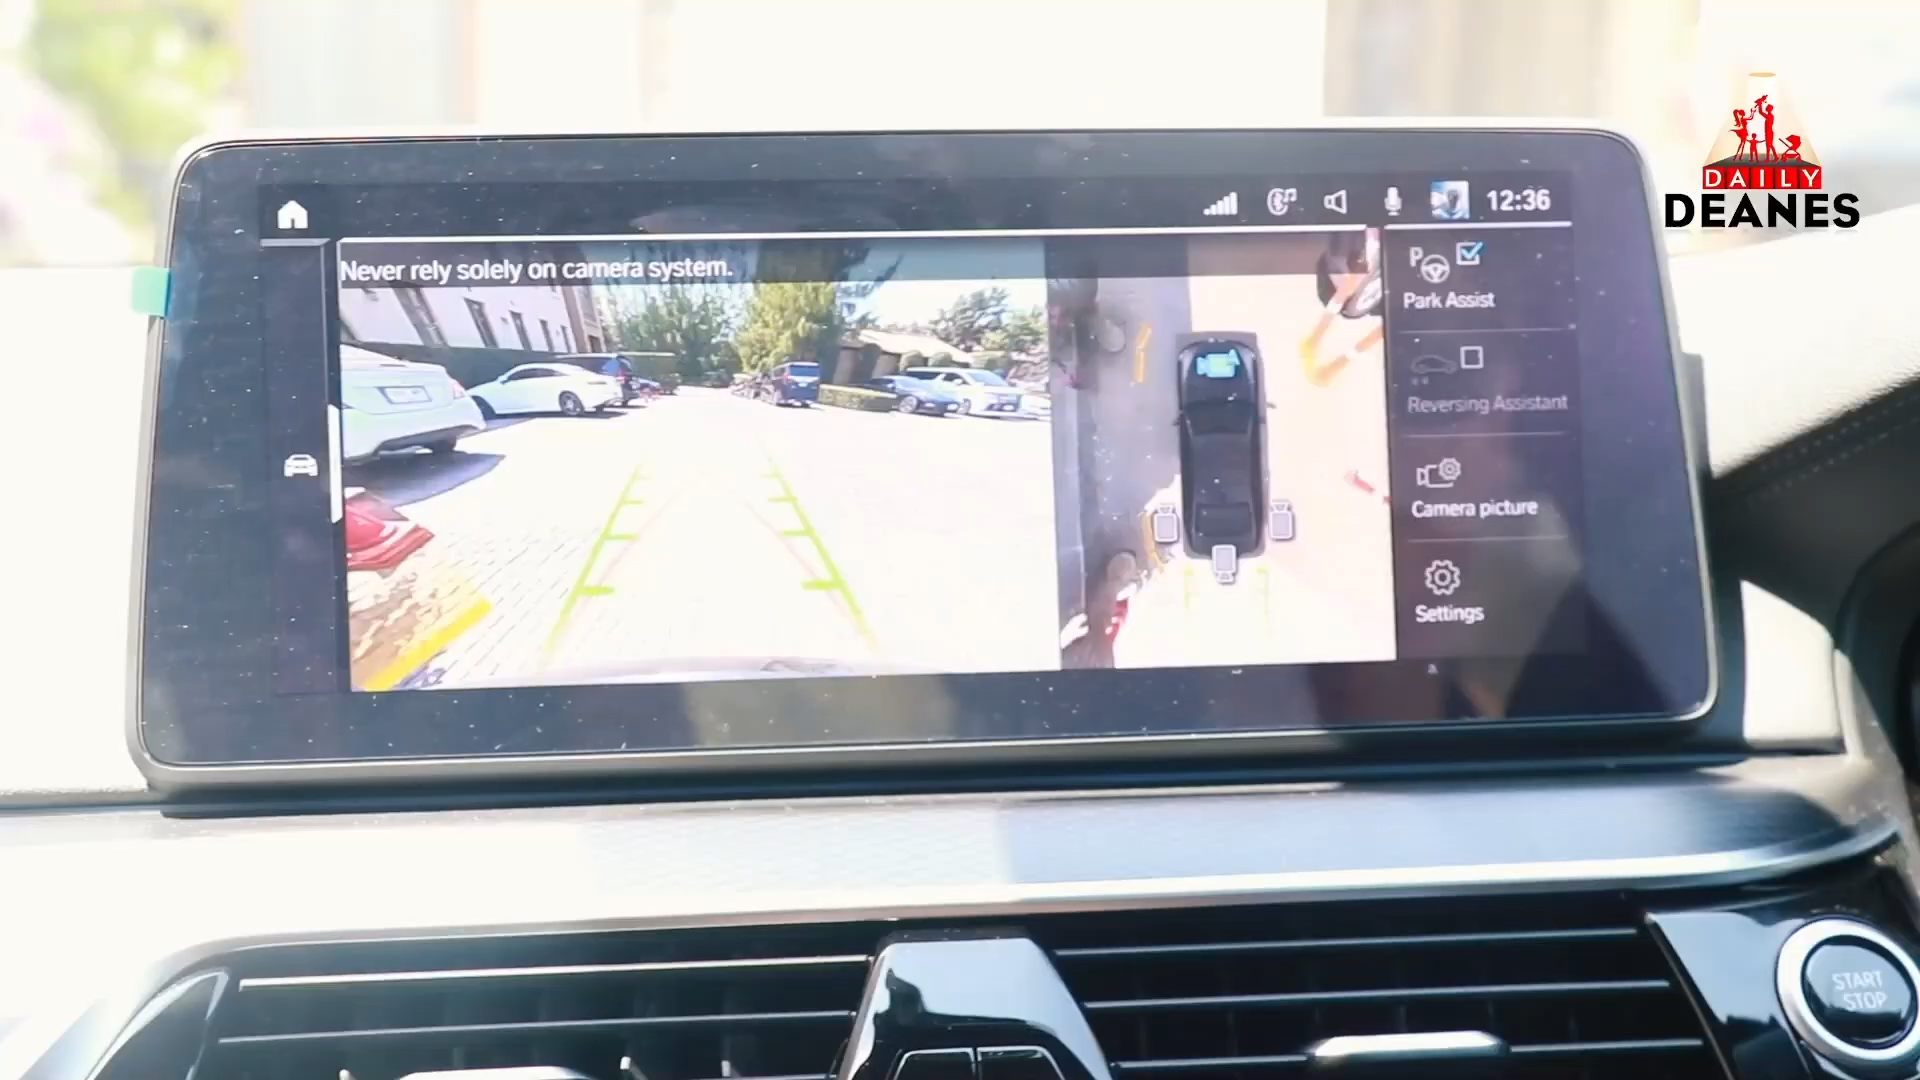 DAILY
DEANES
12:36
Never rely solely on camera system.
P
Park Assist
Reversing Assistant
Camera picture
Settings
START
STOP